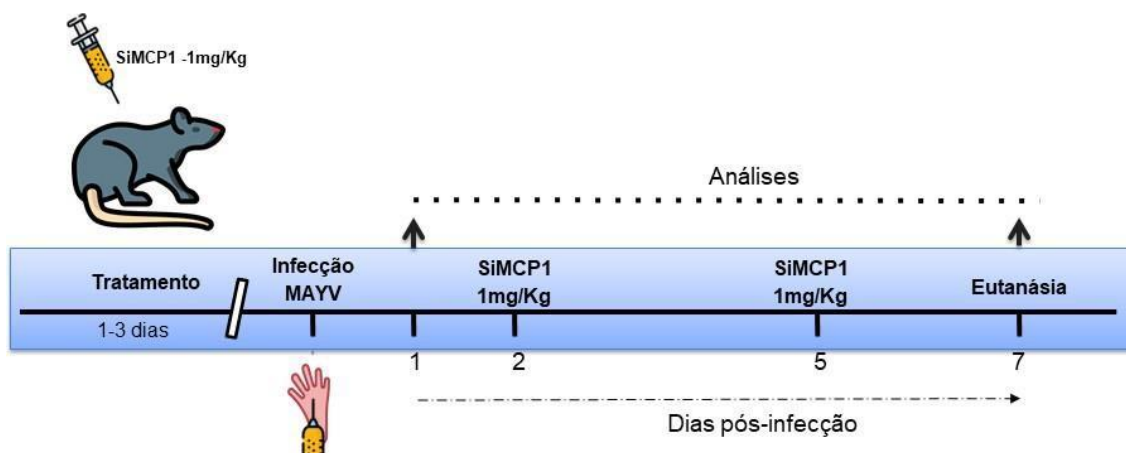 SiMCP1 -1mg/Kg
Análises
Tratamento
Infecção
MAYV
SiMCP1
1mg/Kg
SiMCP1
1mg/Kg
Eutanásia
1-3 dias
1
2
5
7
Dias pós-infecção